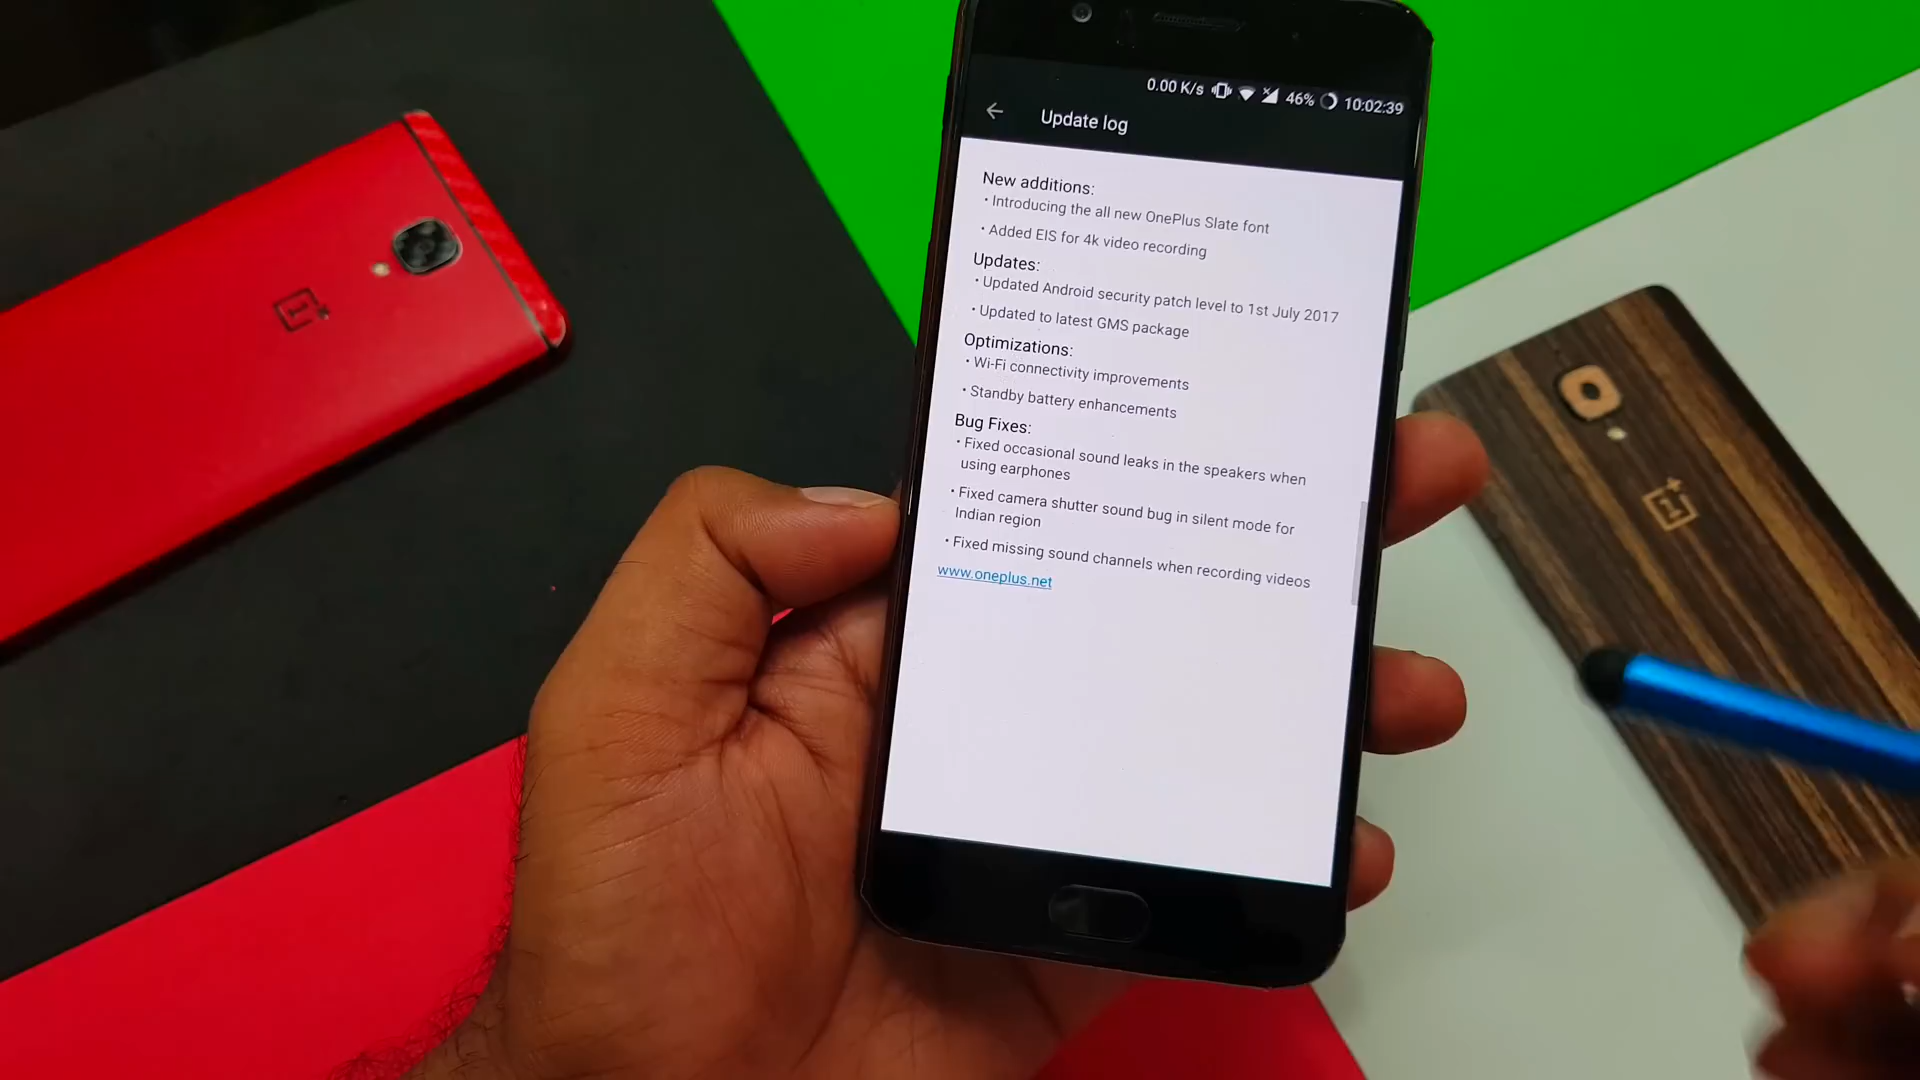 0.00 K/s 46% 10:02:39
Update log
New additions:
• Introducing the all new OnePlus Slate font
• Added EIS for 4k video recording
Updates:
• Updated Android security patch level to 1st July 2017
• Updated to latest GMS package
Optimizations:
• Wi-Fi connectivity improvements
• Standby battery enhancements
Bug Fixes:
• Fixed occasional sound leaks in the speakers when
using earphones
• Fixed camera shutter sound bug in silent mode for
Indian region
• Fixed missing sound channels when recording videos
www.oneplus.net